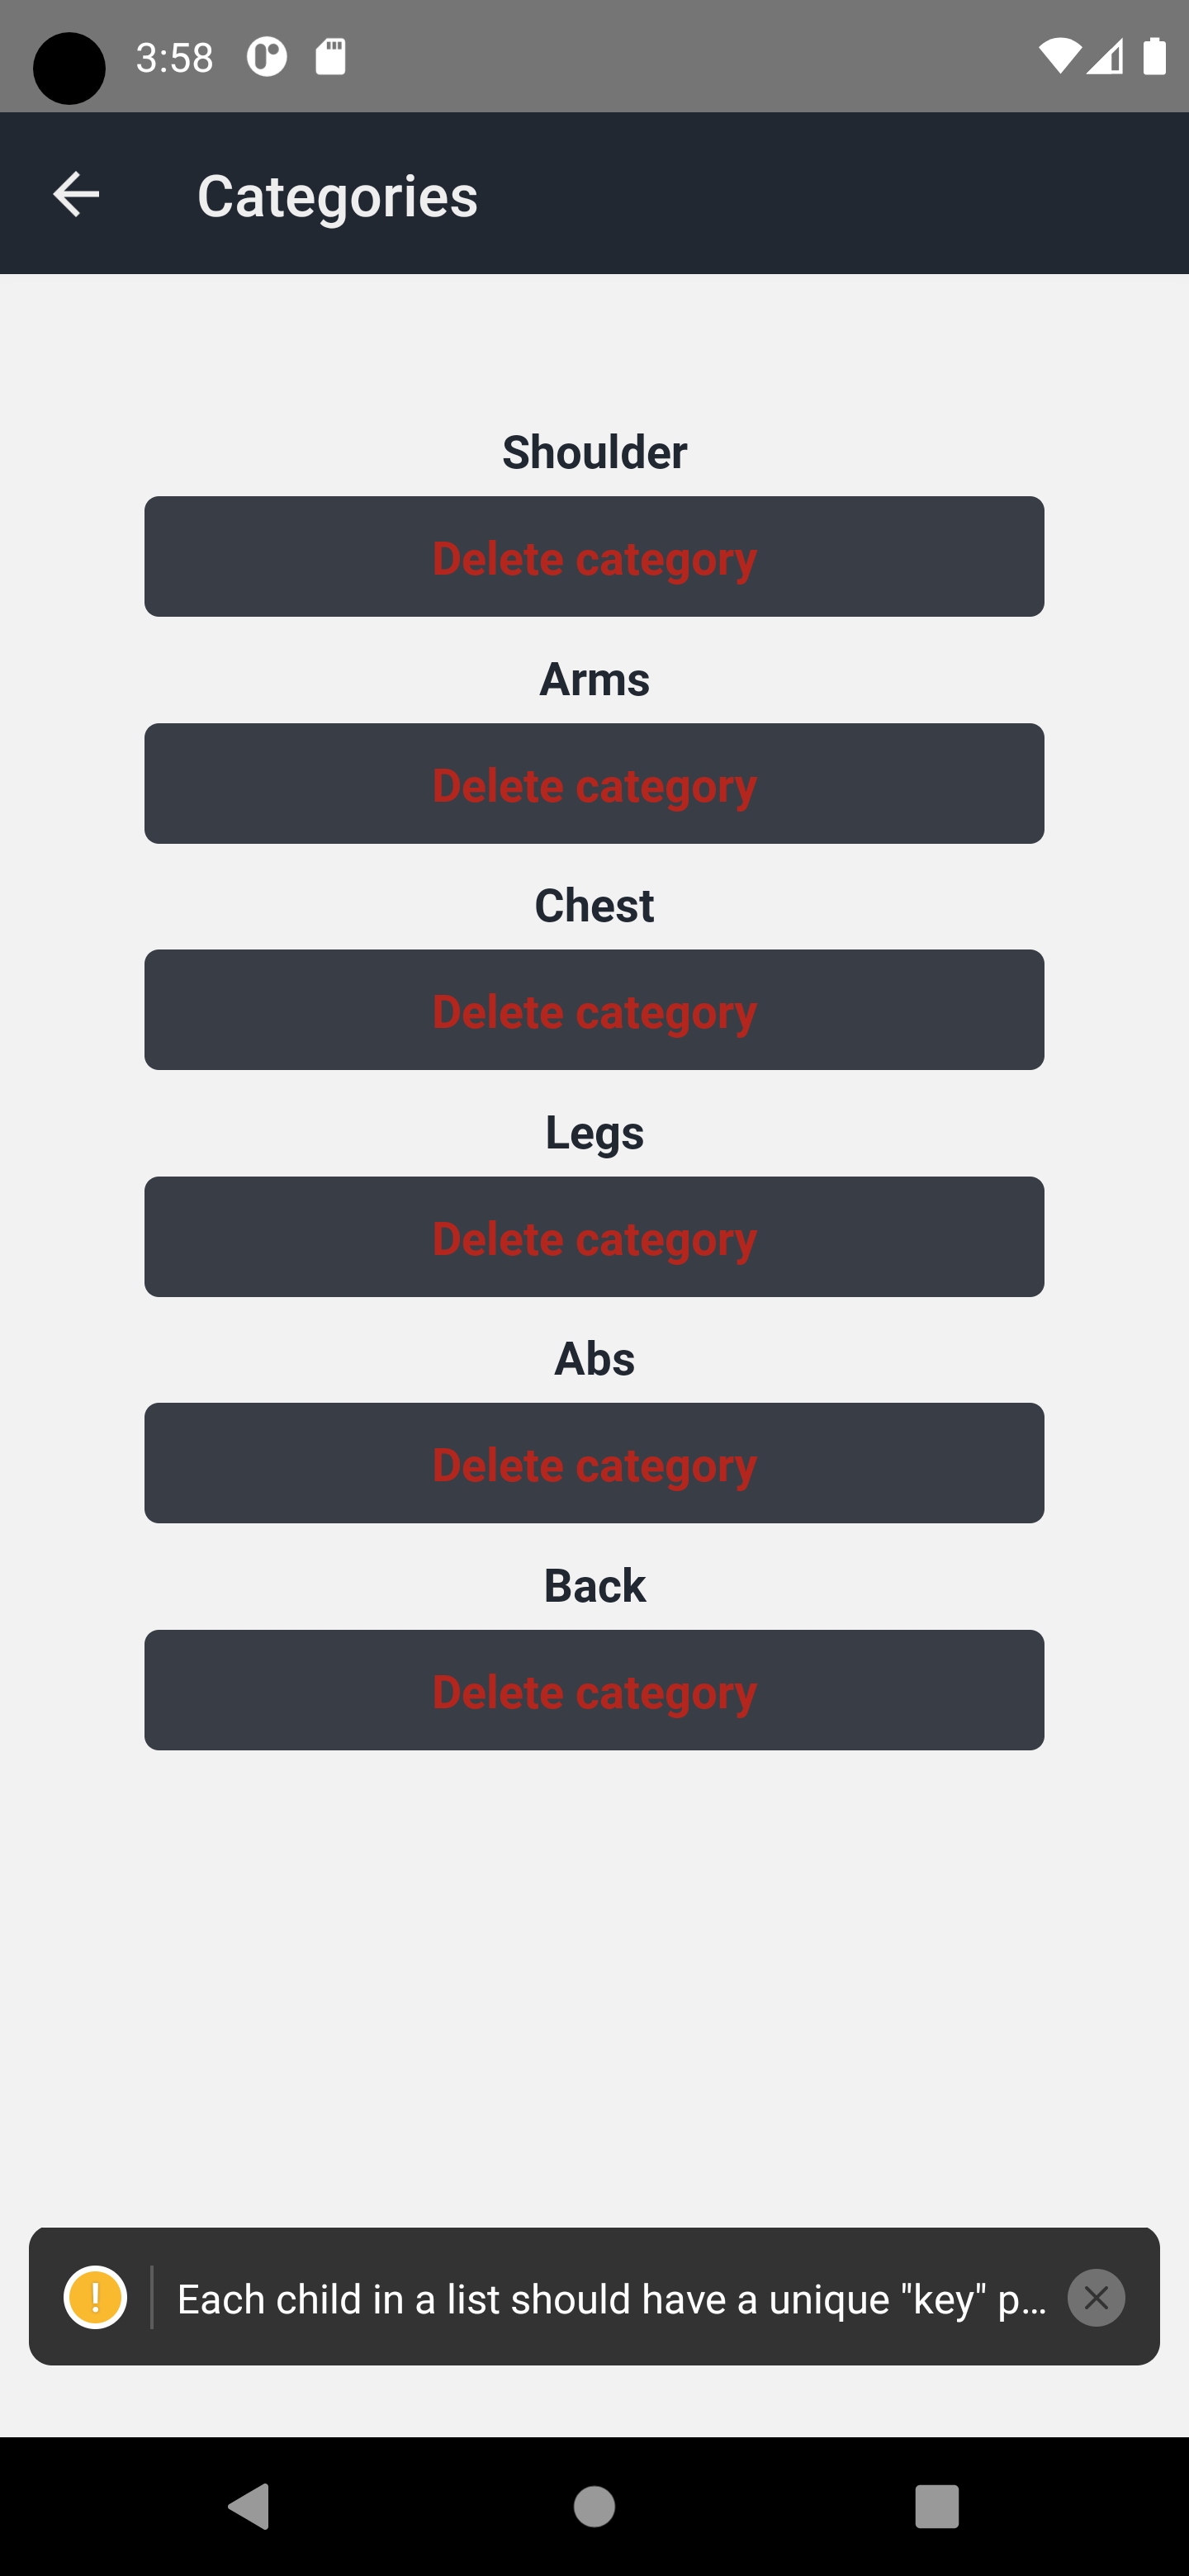 3:58
Categories
Shoulder
Delete category
Arms
Delete category
Chest
Delete category
Legs
Delete category
Abs
Delete category
Back
Delete category
Each child in a list should have a unique "key" p…